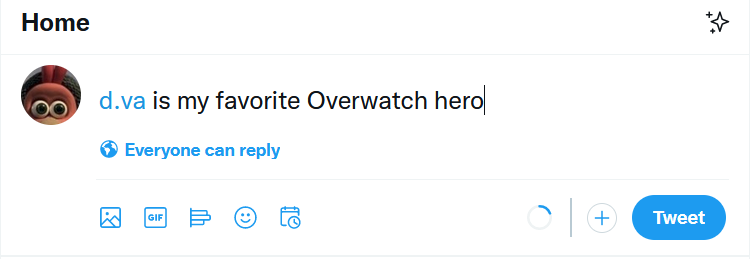 Home
d.va is my favorite Overwatch hero
Everyone can reply
GIF
Tweet